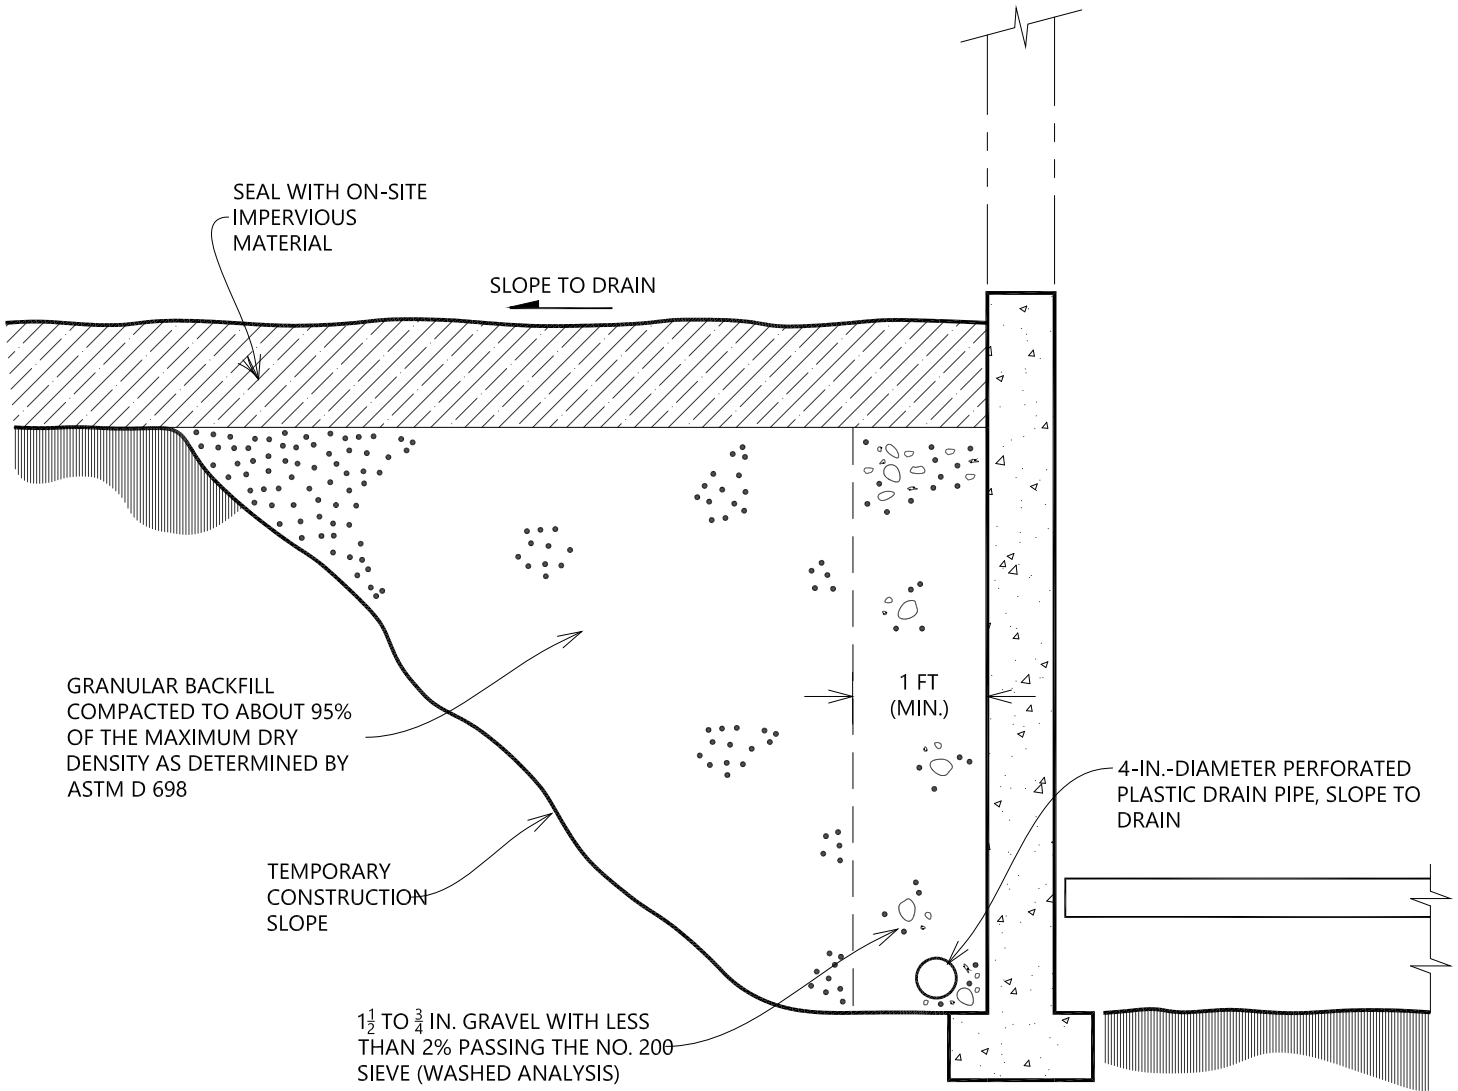 SEAL WITH ON-SITE
IMPERVIOUS
MATERIAL
SLOPE TO DRAIN
GRANULAR BACKFILL
COMPACTED TO ABOUT 95%
OF THE MAXIMUM DRY
DENSITY AS DETERMINED BY
ASTM D 698
1 FT
(MIN.)
4-IN.-DIAMETER PERFORATED
PLASTIC DRAIN PIPE, SLOPE TO
DRAIN
TEMPORARY
CONSTRUCTION
SLOPE
1 1/2 TO 3/4 IN. GRAVEL WITH LESS
THAN 2% PASSING THE NO. 200
SIEVE (WASHED ANALYSIS)